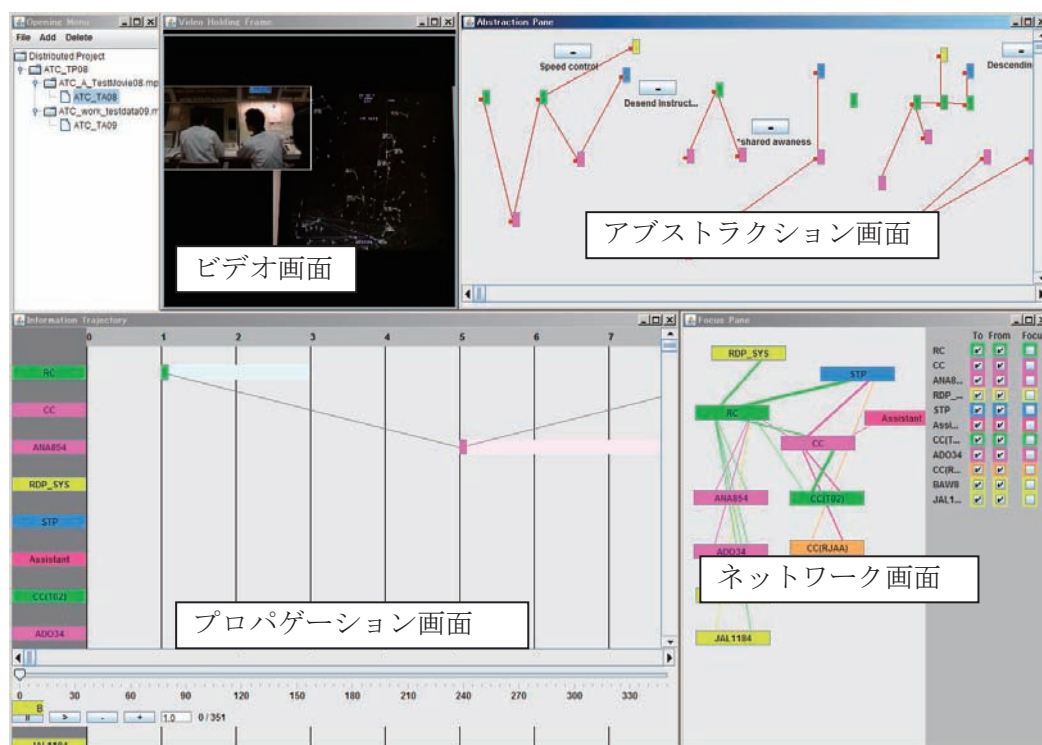 Opening Menu
File Add Delete
Distributed Project
ATC_TP08
ATC_A_TestMovie08.mp
ATC_TA08
ATC_work_testdata09.m
ATC_TA09
Video Holding Frame
ビデオ画面
Abstraction Pane
Speed control
Desend Instruct...
*shared awaness
Descendin
アブストラクション画面
Information Trajectory
0 1 2 3 4 5 6 7
RC
CC
ANA854
RDP_SYS
STP
Assistant
CC(T02)
ADO34
プロパゲーション画面
0 30 60 90 120 150 180 210 240 270 300 330
B
II > - + 1.0 0 / 351
JAL1184
Focus Pane
RDP_SYS
STP
RC
Assistant
CC
ANA854
CC(T02)
ADO34
CC(RJAA)
ネットワーク画面
JAL1184
To From Focu
RC
CC
ANA8...
RDP_...
STP
Assi...
CC(T...
ADO34
CC(R...
BAW8
JAL1...